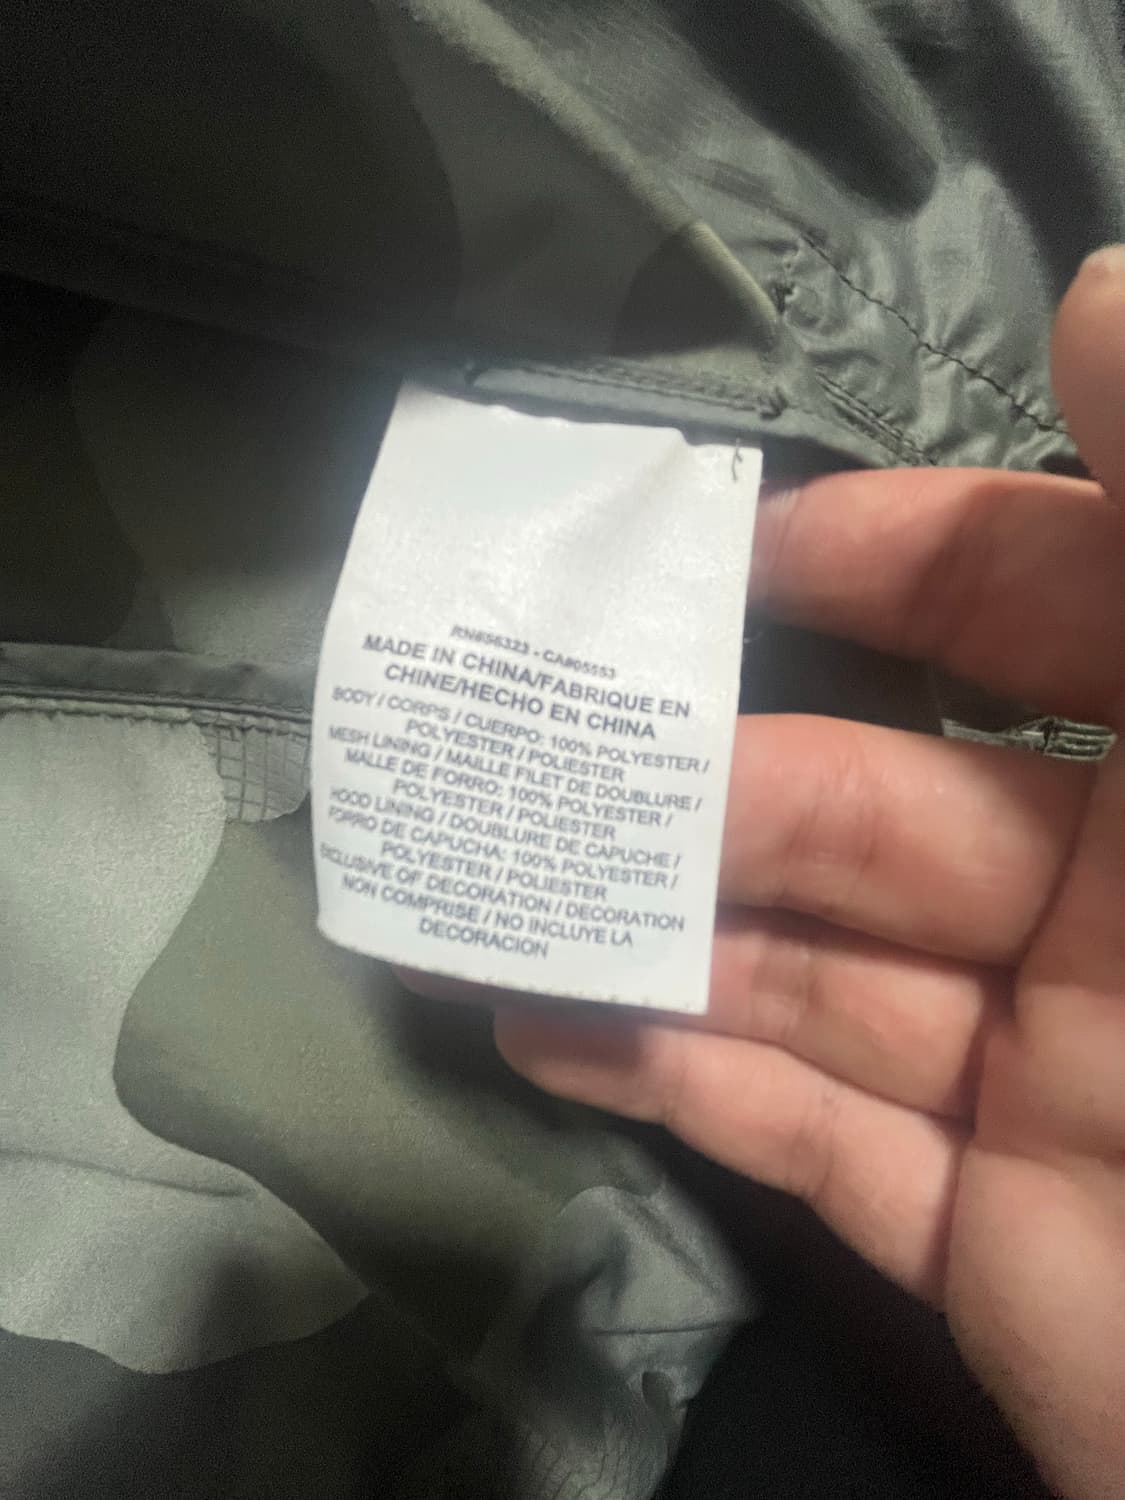 RN#56323 - CA#05553
MADE IN CHINA/FABRIQUE EN
CHINE/HECHO EN CHINA
BODY / CORPS / CUERPO: 100% POLYESTER /
POLYESTER / POLIESTER
MESH LINING / MAILLE FILET DE DOUBLURE /
MALLE DE FORRO: 100% POLYESTER /
POLYESTER / POLIESTER
HOOD LINING / DOUBLURE DE CAPUCHE /
FORRO DE CAPUCHA: 100% POLYESTER /
POLYESTER / POLIESTER
EXCLUSIVE OF DECORATION / DECORATION
NON COMPRISE / NO INCLUYE LA
DECORACION